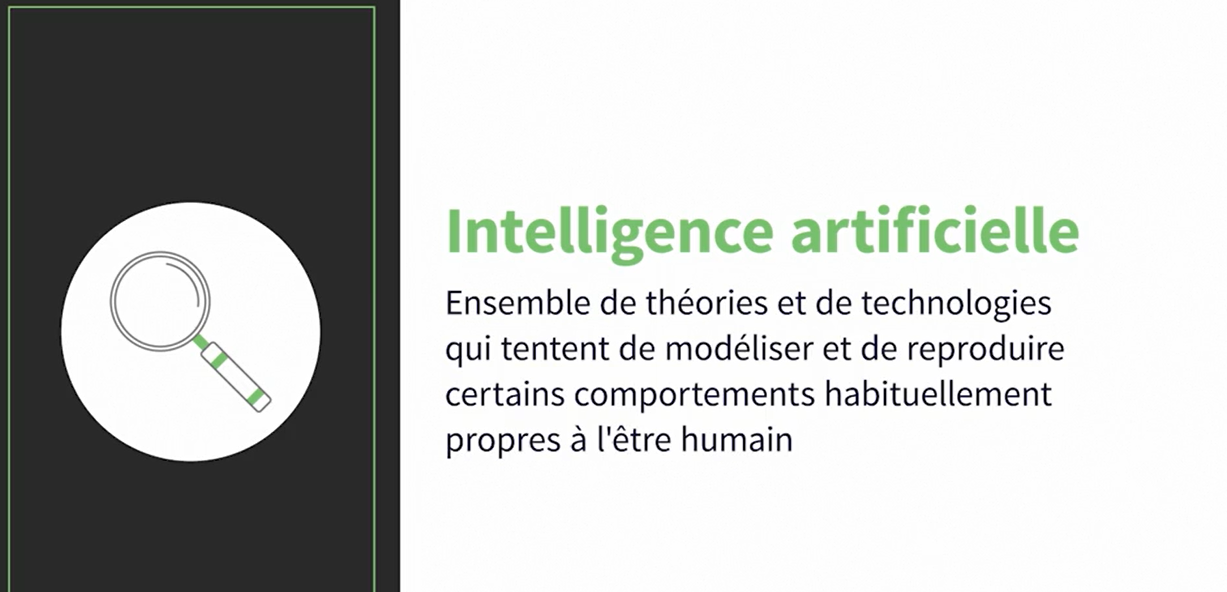 Intelligence artificielle
Ensemble de théories et de technologies
qui tentent de modéliser et de reproduire
certains comportements habituellement
propres à l'être humain